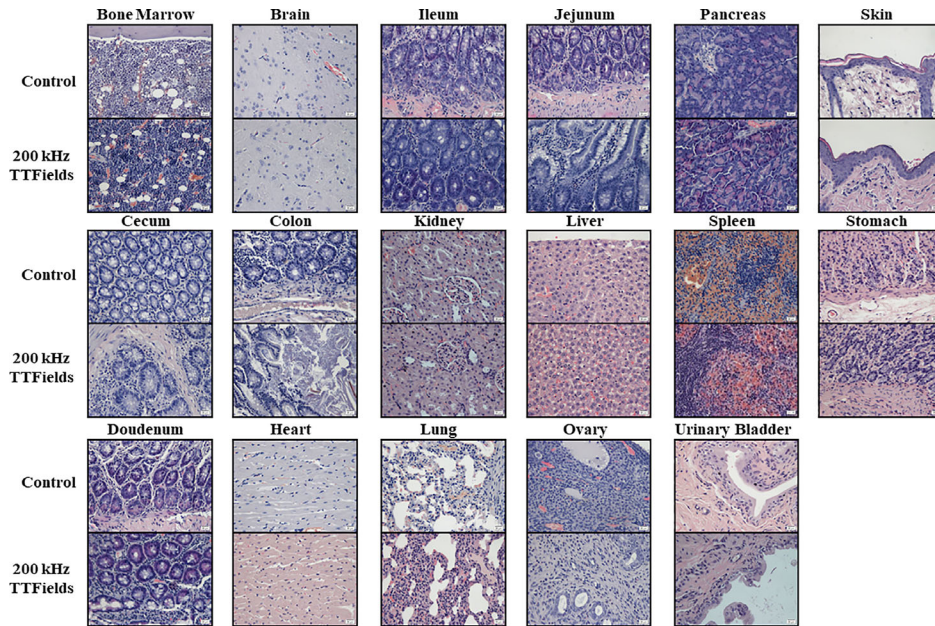 Bone Marrow Brain Ileum Jejunum Pancreas Skin
Control
200 kHz
TTFields
Cecum Colon Kidney Liver Spleen Stomach
Control
200 kHz
TTFields
Doudenum Heart Lung Ovary Urinary Bladder
Control
200 kHz
TTFields